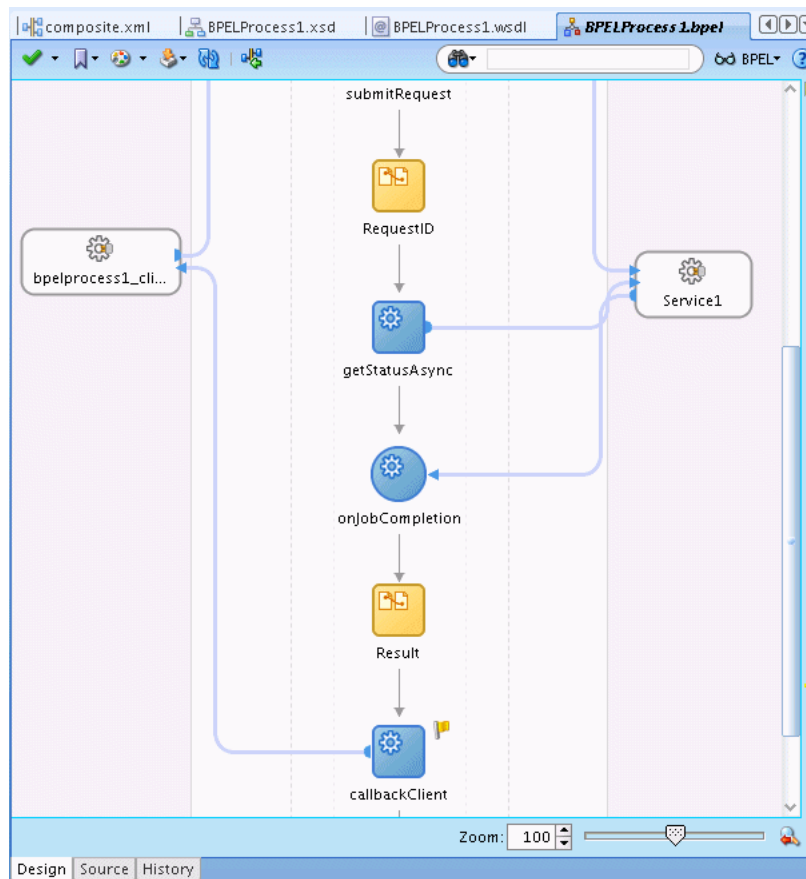 composite.xml BPELProcess1.xsd BPELProcess1.wsdl BPELProcess1.bpel
BPEL
submitRequest
RequestID
bpelprocess1_cli...
Service1
getStatusAsync
onJobCompletion
Result
callbackClient
Zoom: 100
Design Source History